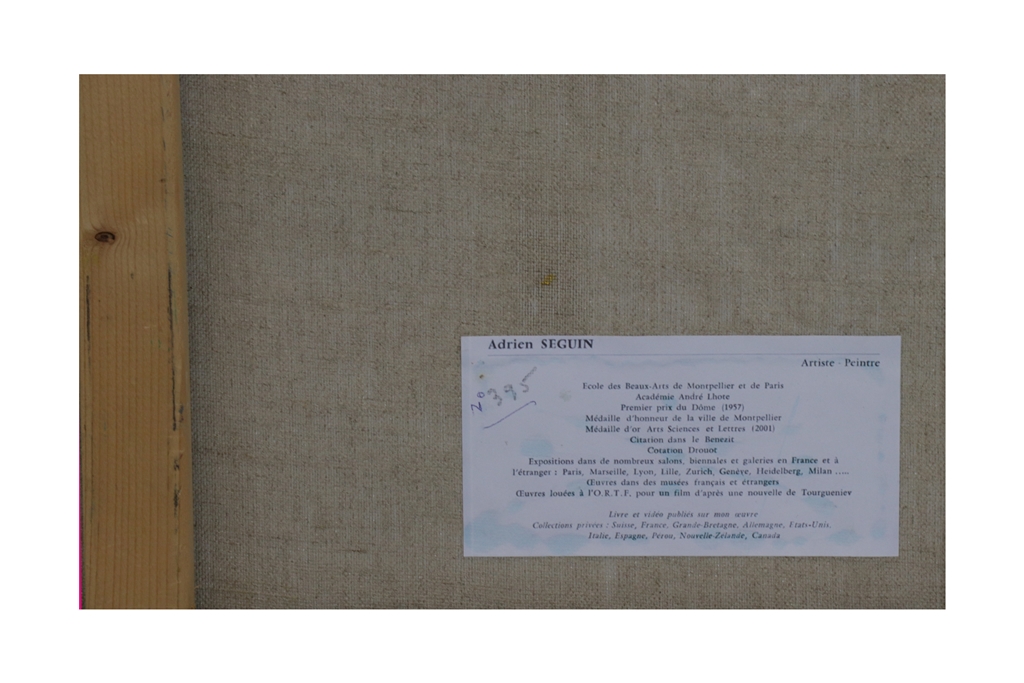 Adrien SEGUIN
Artiste - Peintre
N° 395
Ecole des Beaux-Arts de Montpellier et de Paris
Académie André Lhote
Premier prix du Dôme (1957)
Médaille d'honneur de la ville de Montpellier
Médaille d'or Arts Sciences et Lettres (2001)
Citation dans le Benezit
Cotation Drouot
Expositions dans de nombreux salons, biennales et galeries en France et à
l'étranger : Paris, Marseille, Lyon, Lille, Zurich, Genève, Heidelberg, Milan .....
Œuvres dans des musées français et étrangers
Œuvres louées à l'O.R.T.F. pour un film d'après une nouvelle de Tourgueniev
Livre et vidéo publiés sur mon œuvre
Collections privées : Suisse, France, Grande-Bretagne, Allemagne, Etats-Unis,
Italie, Espagne, Pérou, Nouvelle-Zélande, Canada